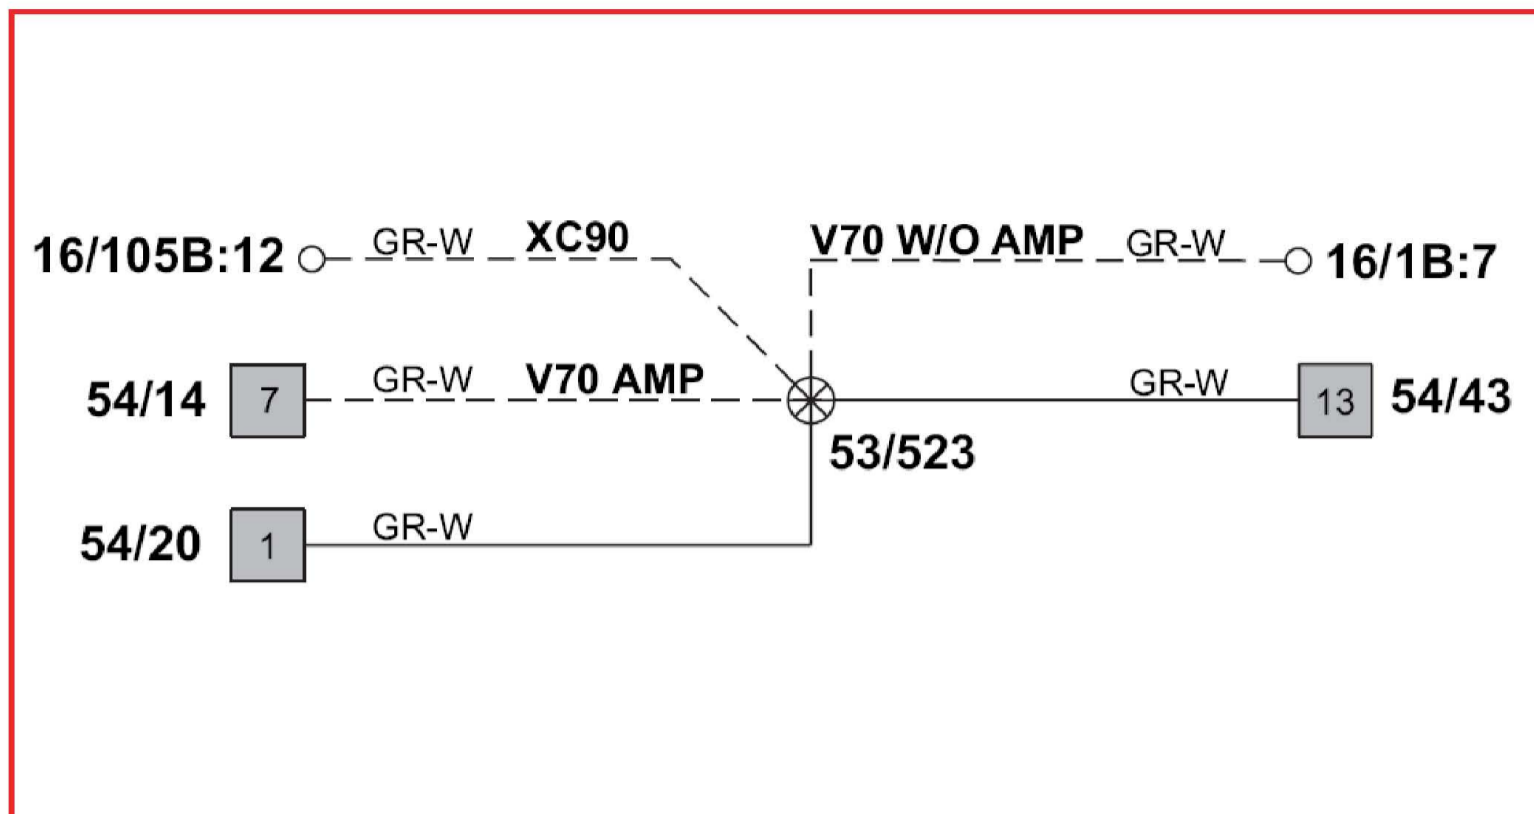 16/105B:12 GR-W XC90 V70 W/O AMP GR-W 16/1B:7
54/14 7 GR-W V70 AMP GR-W 13 54/43
53/523
54/20 1 GR-W